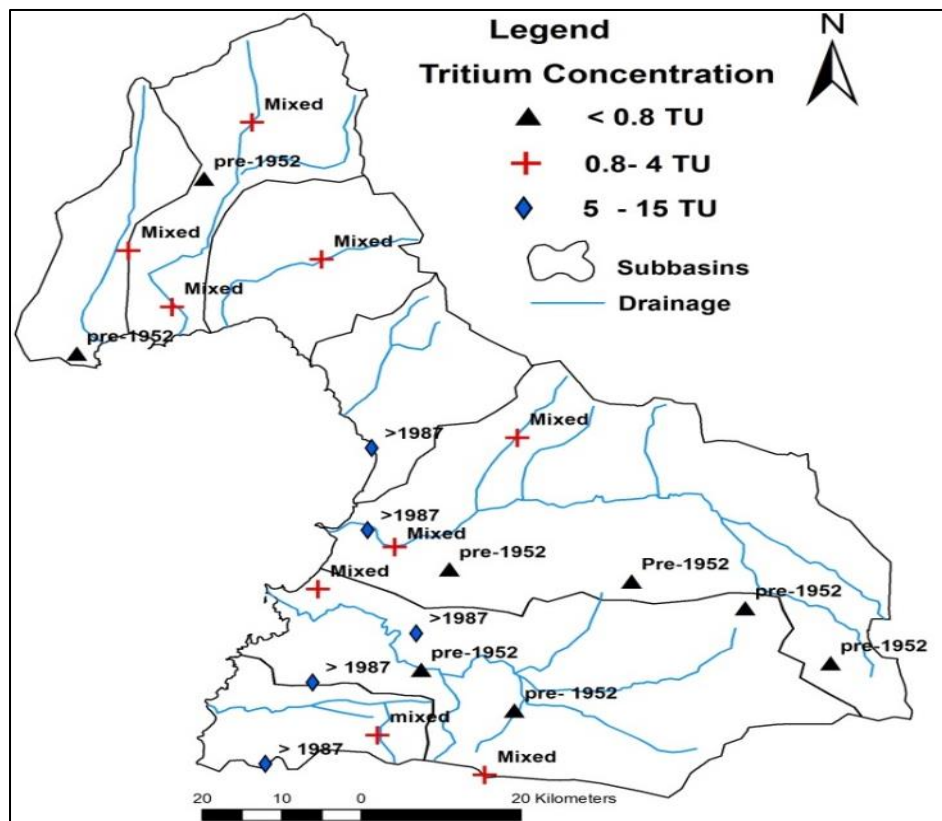 Legend
N
Tritium Concentration
< 0.8 TU
0.8- 4 TU
5 - 15 TU
Subbasins
Drainage
Mixed
pre-1952
Mixed
Mixed
Mixed
pre-1952
Mixed
>1987
>1987
Mixed
pre-1952
Pre-1952
Mixed
pre-1952
>1987
pre-1952
pre-1952
> 1987
pre- 1952
mixed
> 1987
Mixed
20 10 0 20 Kilometers